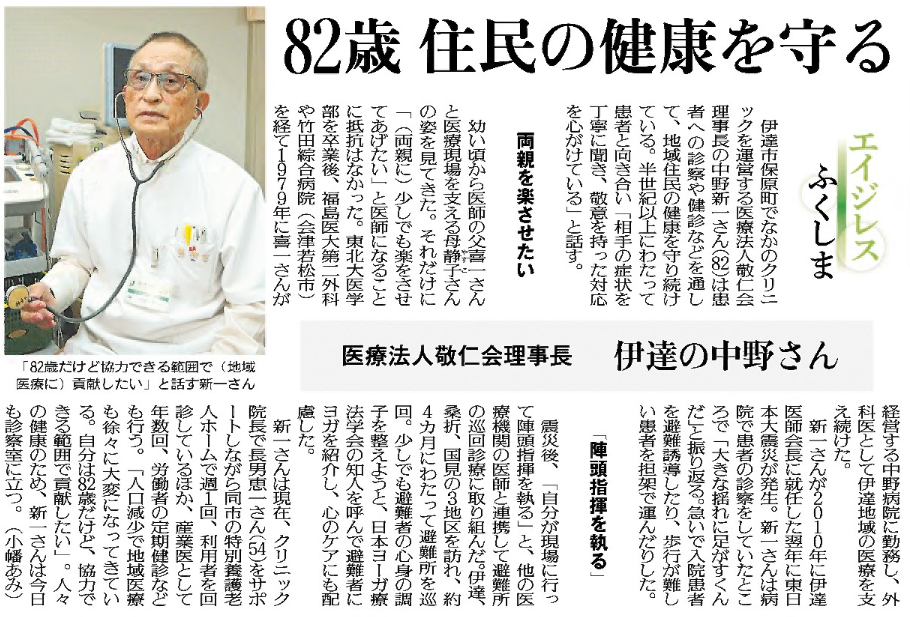 82歳 住民の健康を守る
エイジレス
ふくしま
伊達市保原町でなかのクリニ
ックを運営する医療法人敬仁会
理事長の中野新一さん(82)は患
者への診察や健診などを通し
て、地域住民の健康を守り続け
ている。半世紀以上にわたって
患者と向き合い「相手の症状を
丁寧に聞き、敬意を持った対応
を心がけている」と話す。
両親を楽させたい
幼い頃から医師の父喜一さん
と医療現場を支える母静子さん
の姿を見てきた。それだけに
「(両親に)少しでも楽をさせ
てあげたい」と医師になること
に抵抗はなかった。東北大医学
部を卒業後、福島医大第二外科
や竹田綜合病院(会津若松市)
を経て1979年に喜一さんが
医療法人敬仁会理事長 伊達の中野さん
「82歳だけど協力できる範囲で(地域
医療に)貢献したい」と話す新一さん
経営する中野病院に勤務し、外
科医として伊達地域の医療を支
え続けた。
新一さんが2010年に伊達
医師会長に就任した翌年に東日
本大震災が発生。新一さんは病
院で患者の診察をしていたとこ
ろで「大きな揺れに足がすくん
だ」と振り返る。急いで入院患者
を避難誘導したり、歩行が難し
い患者を担架で運んだりした。
「陣頭指揮を執る」
震災後、「自分が現場に行っ
て陣頭指揮を執る」と、他の医
療機関の医師と連携して避難所
の巡回診療に取り組んだ。伊達、
桑折、国見の3地区を訪れ、約
4カ月にわたって避難所を巡
回。少しでも避難者の心身の調
子を整えようと、日本ヨーガ療
法学会の知人を呼んで避難者に
ヨガを紹介し、心のケアにも配
慮した。
新一さんは現在、クリニック
院長で長男恵一さん(54)をサポ
ートしながら同市の特別養護老
人ホームで週1回、利用者を回
診しているほか、産業医として
年数回、労働者の定期健診など
も行う。「人口減少で地域医療
も徐々に大変になってきてい
る。自分は82歳だけど、協力で
きる範囲で貢献したい」。人々
の健康のため、新一さんは今日
も診察室に立つ。(小幡あみ)